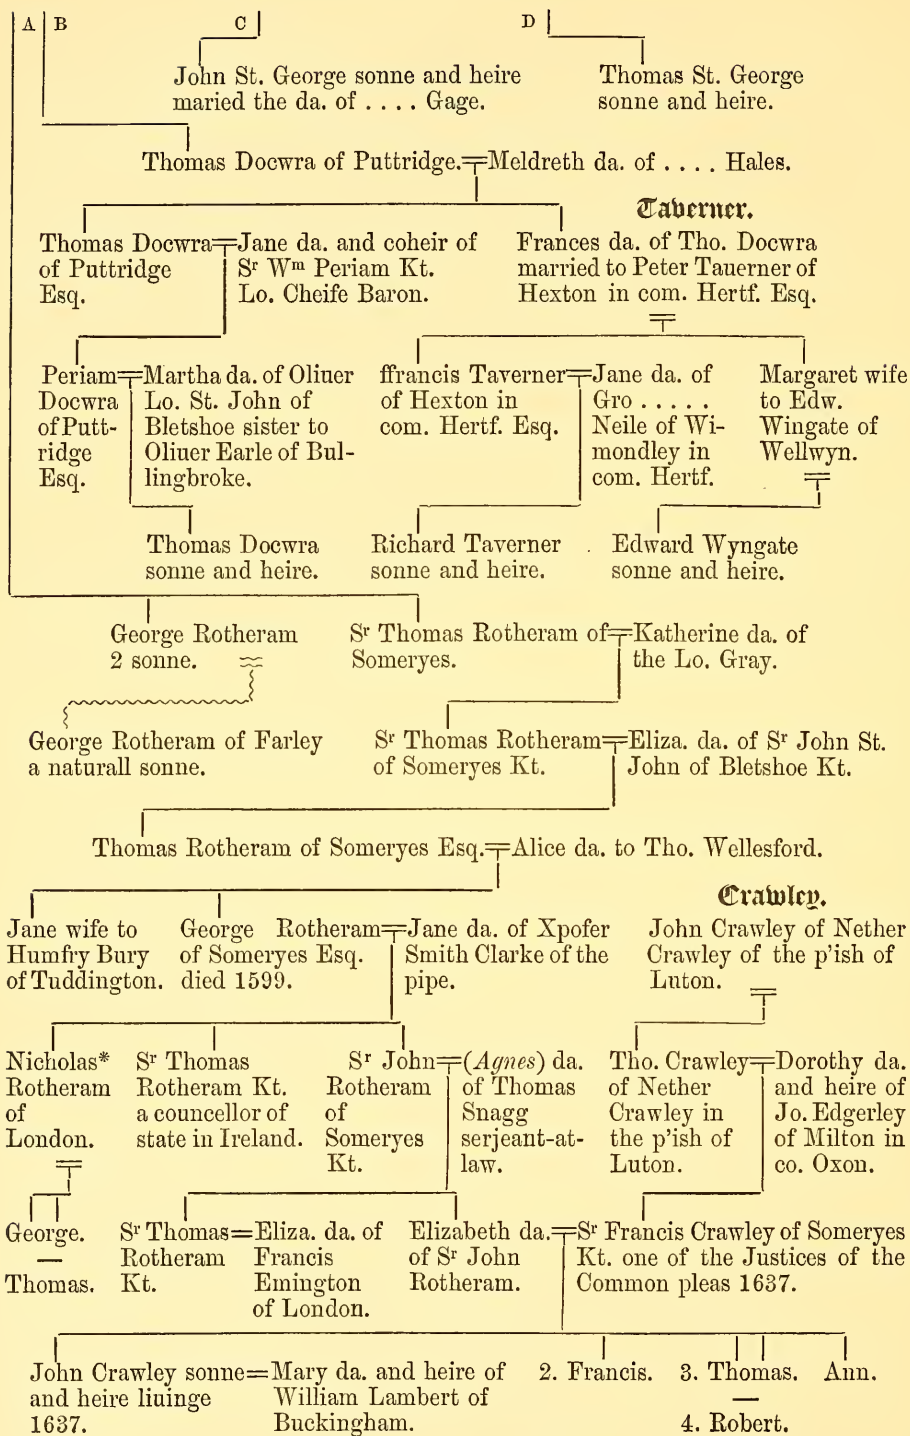 A B C D
John St. George sonne and heire
maried the da. of . . . . Gage.
Thomas St. George
sonne and heire.
Thomas Docwra of Puttridge.=Meldreth da. of . . . . Hales.
Thomas Docwra=
of Puttridge
Esq.
Jane da. and coheir of
Sr Wm Periam Kt.
Lo. Cheife Baron.
Taverner.
Frances da. of Tho. Docwra
married to Peter Tauerner of
Hexton in com. Hertf. Esq.
Periam=
Docwra
of Putt-
ridge
Esq.
Martha da. of Oliuer
Lo. St. John of
Bletshoe sister to
Oliuer Earle of Bul-
lingbroke.
ffrancis Taverner=
of Hexton in
com. Hertf. Esq.
Jane da. of
Gro . . . . .
Neile of Wi-
mondley in
com. Hertf.
Margaret wife
to Edw.
Wingate of
Wellwyn.
Thomas Docwra
sonne and heire.
Richard Taverner
sonne and heire.
Edward Wyngate
sonne and heire.
George Rotheram
2 sonne.
Sr Thomas Rotheram of=
Someryes.
Katherine da. of
the Lo. Gray.
George Rotheram of Farley
a naturall sonne.
Sr Thomas Rotheram=
of Someryes Kt.
Eliza. da. of Sr John St.
John of Bletshoe Kt.
Thomas Rotheram of Someryes Esq.=Alice da. to Tho. Wellesford.
Jane wife to
Humfry Bury
of Tuddington.
George Rotheram=
of Someryes Esq.
died 1599.
Jane da. of Xpofer
Smith Clarke of the
pipe.
Crawley.
John Crawley of Nether
Crawley of the p'ish of
Luton.
Nicholas*
Rotheram
of
London.
Sr Thomas
Rotheram Kt.
a councellor of
state in Ireland.
Sr John=
Rotheram
of
Someryes
Kt.
(Agnes) da.
of Thomas
Snagg
serjeant-at-
law.
Tho. Crawley=
of Nether
Crawley in
the p'ish of
Luton.
Dorothy da.
and heire of
Jo. Edgerley
of Milton in
co. Oxon.
George.
—
Thomas.
Sr Thomas=
Rotheram
Kt.
Eliza. da. of
Francis
Emington
of London.
Elizabeth da.=
of Sr John
Rotheram.
Sr Francis Crawley of Someryes
Kt. one of the Justices of the
Common pleas 1637.
John Crawley sonne=
and heire liuinge
1637.
Mary da. and heire of
William Lambert of
Buckingham.
2. Francis.
3. Thomas.
—
4. Robert.
Ann.